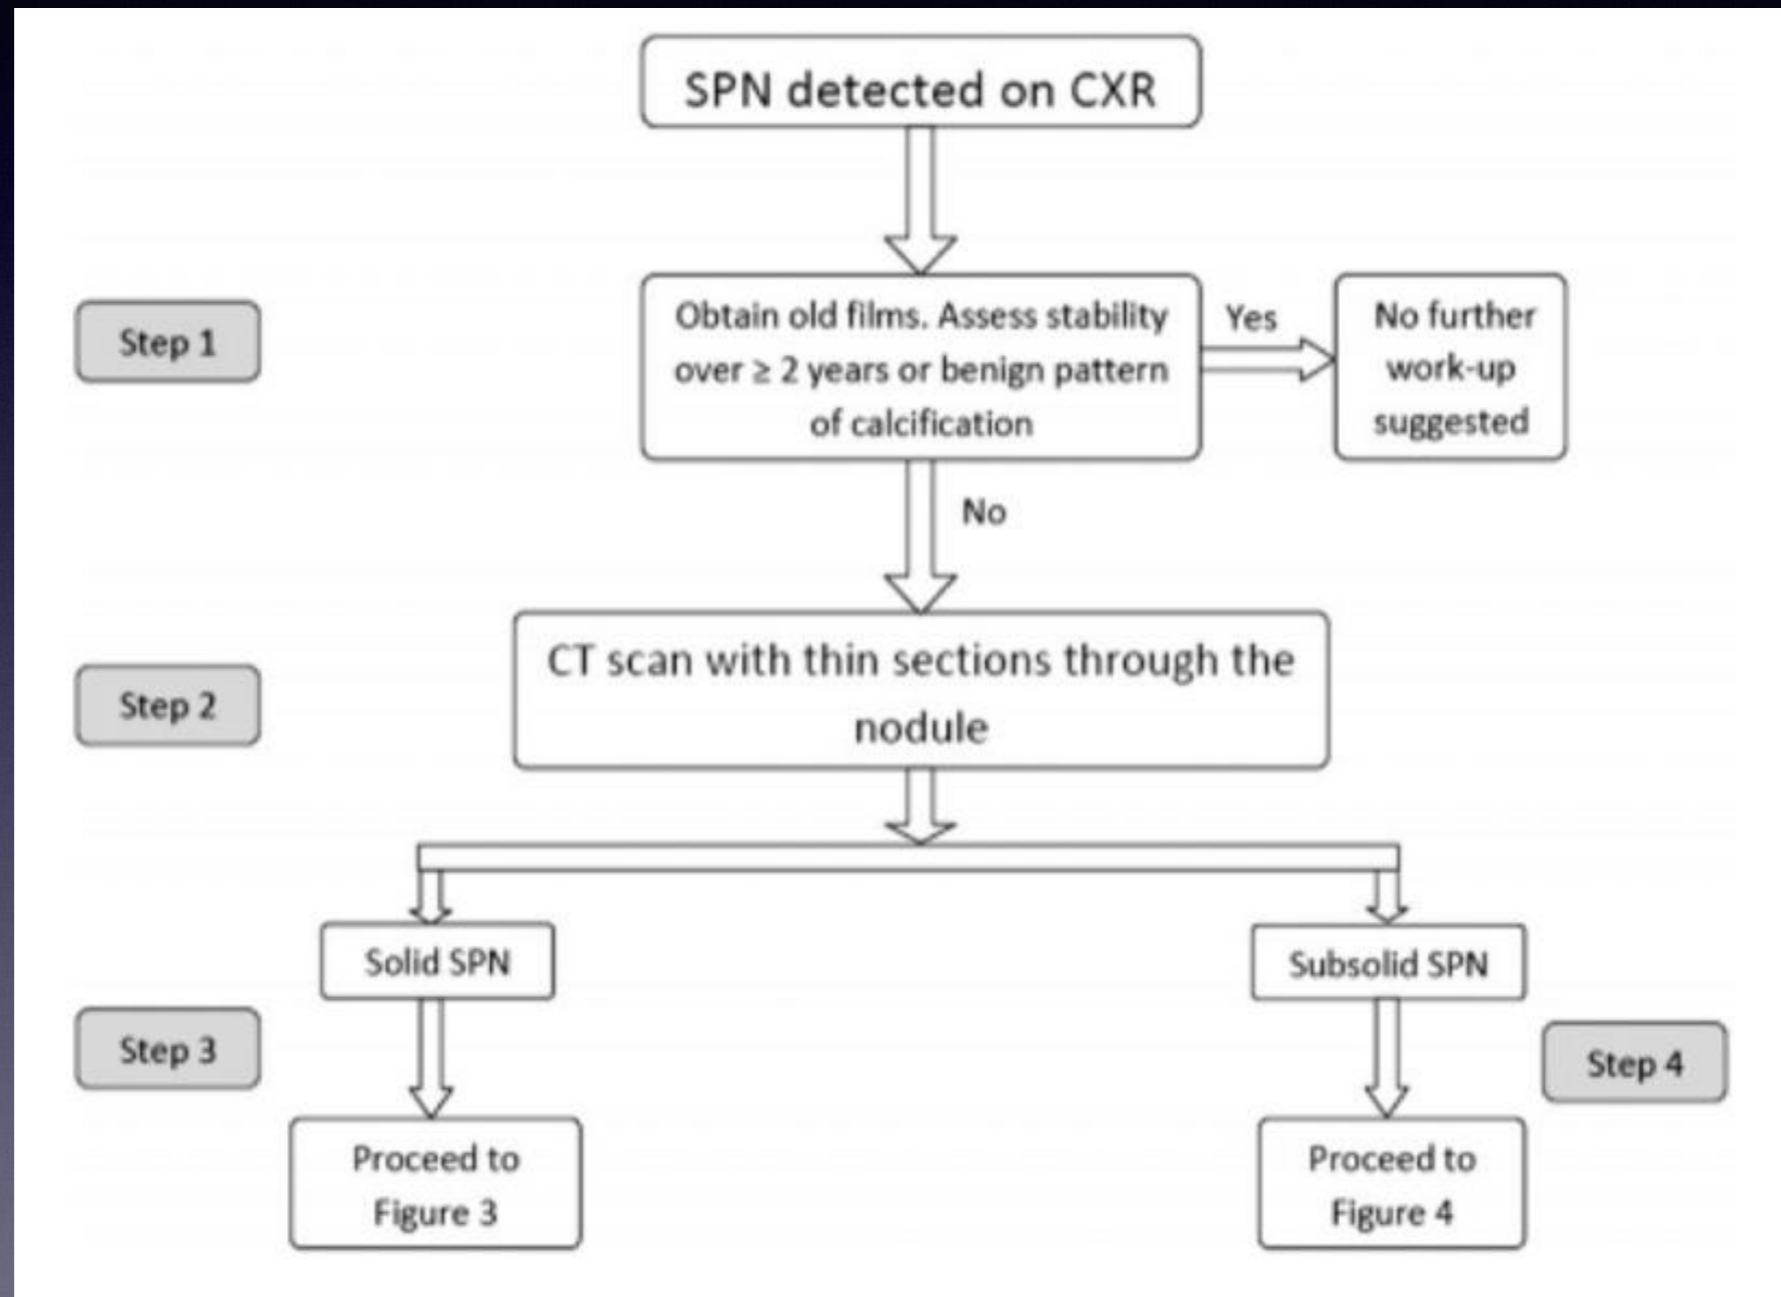 SPN detected on CXR
Step 1
Obtain old films. Assess stability
over ≥ 2 years or benign pattern
of calcification
Yes
No further
work-up
suggested
No
Step 2
CT scan with thin sections through the
nodule
Solid SPN
Subsolid SPN
Step 3
Step 4
Proceed to
Figure 3
Proceed to
Figure 4